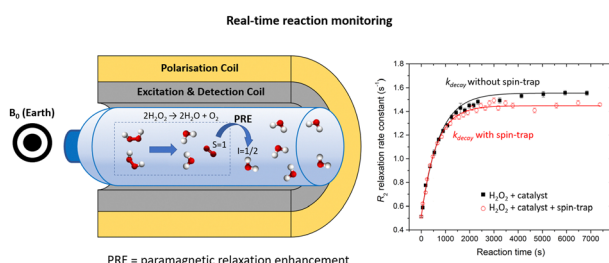 Real-time reaction monitoring
Polarisation Coil
Excitation & Detection Coil
B₀ (Earth)
2H₂O₂ → 2H₂O + O₂
PRE
S=1
I=1/2
PRE = paramagnetic relaxation enhancement
R₂ relaxation rate constant (s⁻¹)
1.8
1.6
1.4
1.2
1.0
0.8
0.6
0.4
k_decay without spin-trap
k_decay with spin-trap
H₂O₂ + catalyst
H₂O₂ + catalyst + spin-trap
0 1000 2000 3000 4000 5000 6000 7000
Reaction time (s)